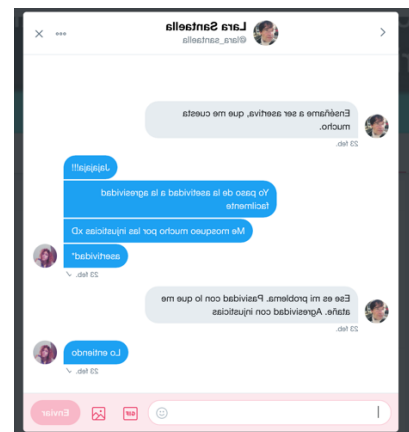 Lara Santaella
@lara_santaella
Enséñame a ser asertiva, que me cuesta
mucho.
23 feb.
Jajajaja!!!
Yo paso de la asetividad a la agresividad
facilmente
Me mosqueo mucho por las injusticias xD
asertividad*
23 feb.
Ese es mi problema. Pasividad con lo que me
atañe. Agresividad con injusticias
23 feb.
Lo entiendo
23 feb.
GIF
Enviar